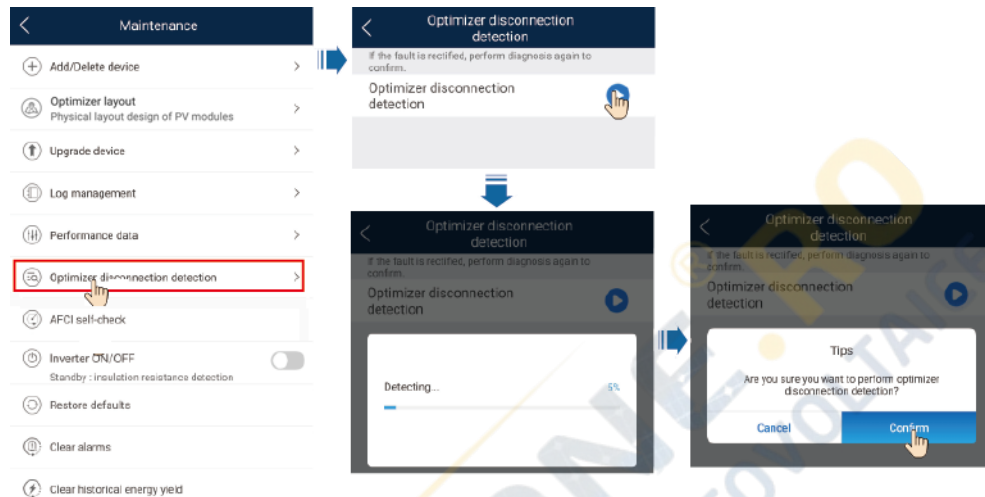 Maintenance
Add/Delete device
Optimizer layout
Physical layout design of PV modules
Upgrade device
Log management
Performance data
Optimizer disconnection detection
AFCI self-check
Inverter ON/OFF
Standby : insulation resistance detection
Restore defaults
Clear alarms
Clear historical energy yield
Optimizer disconnection
detection
If the fault is rectified, perform diagnosis again to
confirm.
Optimizer disconnection
detection
Optimizer disconnection
detection
If the fault is rectified, perform diagnosis again to
confirm.
Optimizer disconnection
detection
Detecting... 5%
Optimizer disconnection
detection
If the fault is rectified, perform diagnosis again to
confirm.
Optimizer disconnection
detection
Tips
Are you sure you want to perform optimizer
disconnection detection?
Cancel Confirm